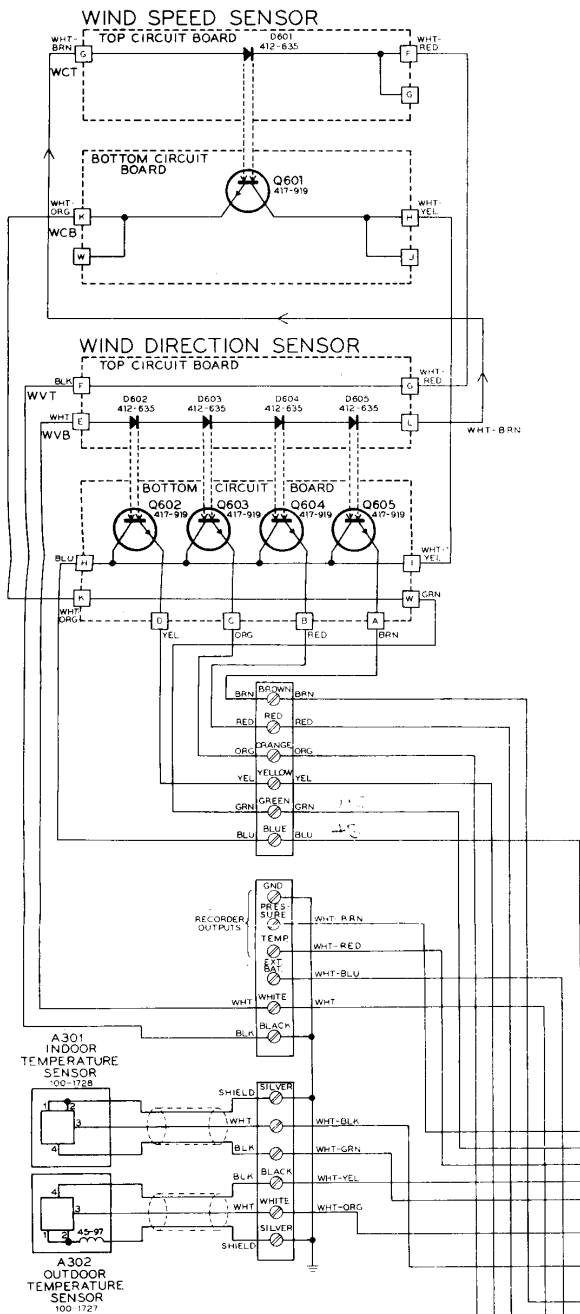 WIND SPEED SENSOR
TOP CIRCUIT BOARD
D601
412-635
WHT-
BRN
G
WCT
F
WHT-
RED
G
BOTTOM CIRCUIT
BOARD
Q601
417-919
WHT-
ORG
K
WCB
W
H
WHT-
YEL
J
WIND DIRECTION SENSOR
TOP CIRCUIT BOARD
BLK
F
WVT
G
WHT-
RED
D602
412-635
D603
412-635
D604
412-635
D605
412-635
WHT
E
WVB
L
WHT-BRN
BOTTOM CIRCUIT BOARD
Q602
417-919
Q603
417-919
Q604
417-919
Q605
417-919
BLU
H
I
WHT-
YEL
K
WHT-
ORG
W
GRN
D
YEL
C
ORG
B
RED
A
BRN
BRN BROWN BRN
RED RED RED
ORG ORANGE ORG
YEL YELLOW YEL
GRN GREEN GRN
BLU BLUE BLU
RECORDER
OUTPUTS
GND
PRES-
SURE
WHT-BRN
TEMP
WHT-RED
EXT
BAT.
WHT-BLU
WHT WHITE WHT
BLK BLACK
A301
INDOOR
TEMPERATURE
SENSOR
100-1728
1 2
3
4
SHIELD SILVER
WHT WHT-BLK
BLK WHT-GRN
BLK BLACK WHT-YEL
WHT WHITE WHT-ORG
SHIELD SILVER
4
3
1 2
45-97
A302
OUTDOOR
TEMPERATURE
SENSOR
100-1727